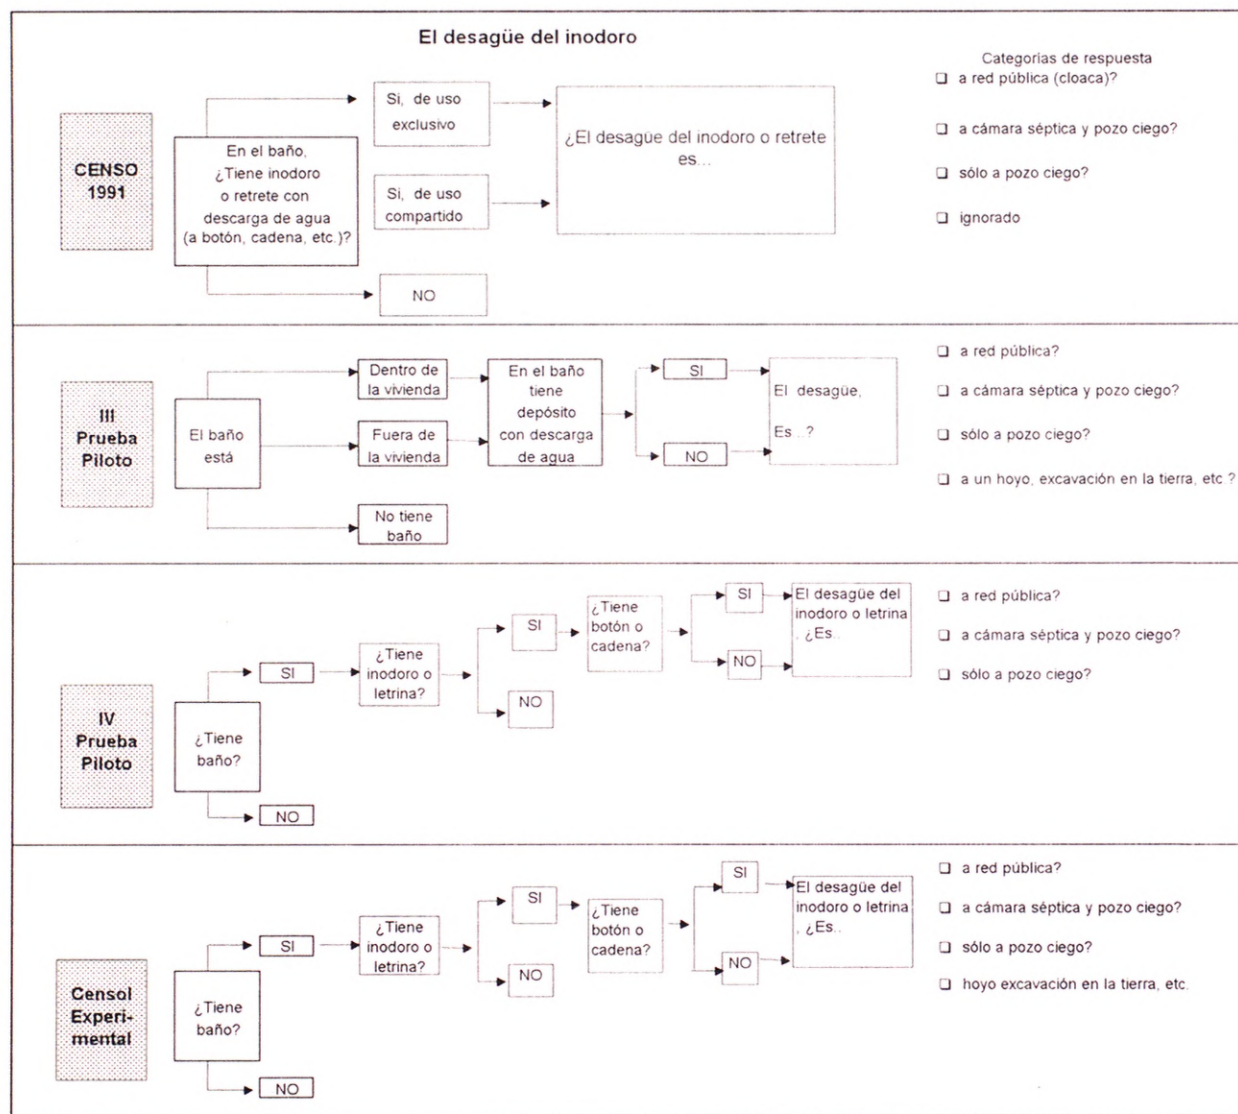 El desagüe del inodoro
CENSO
1991
En el baño,
¿Tiene inodoro
o retrete con
descarga de agua
(a botón, cadena, etc.)?
Si, de uso
exclusivo
Si, de uso
compartido
NO
¿El desagüe del inodoro o retrete
es...
Categorías de respuesta
❑ a red pública (cloaca)?
❑ a cámara séptica y pozo ciego?
❑ sólo a pozo ciego?
❑ ignorado
III
Prueba
Piloto
El baño
está
Dentro de
la vivienda
Fuera de
la vivienda
No tiene
baño
En el baño
tiene
depósito
con descarga
de agua
SI
NO
El desagüe,
Es...?
❑ a red pública?
❑ a cámara séptica y pozo ciego?
❑ sólo a pozo ciego?
❑ a un hoyo, excavación en la tierra, etc.?
IV
Prueba
Piloto
¿Tiene
baño?
SI
NO
¿Tiene
inodoro o
letrina?
SI
NO
¿Tiene
botón o
cadena?
SI
NO
El desagüe del
inodoro o letrina
, ¿Es..
❑ a red pública?
❑ a cámara séptica y pozo ciego?
❑ sólo a pozo ciego?
Censol
Experi-
mental
¿Tiene
baño?
SI
NO
¿Tiene
inodoro o
letrina?
SI
NO
¿Tiene
botón o
cadena?
SI
NO
El desagüe del
inodoro o letrina
, ¿Es..
❑ a red pública?
❑ a cámara séptica y pozo ciego?
❑ sólo a pozo ciego?
❑ hoyo excavación en la tierra, etc.